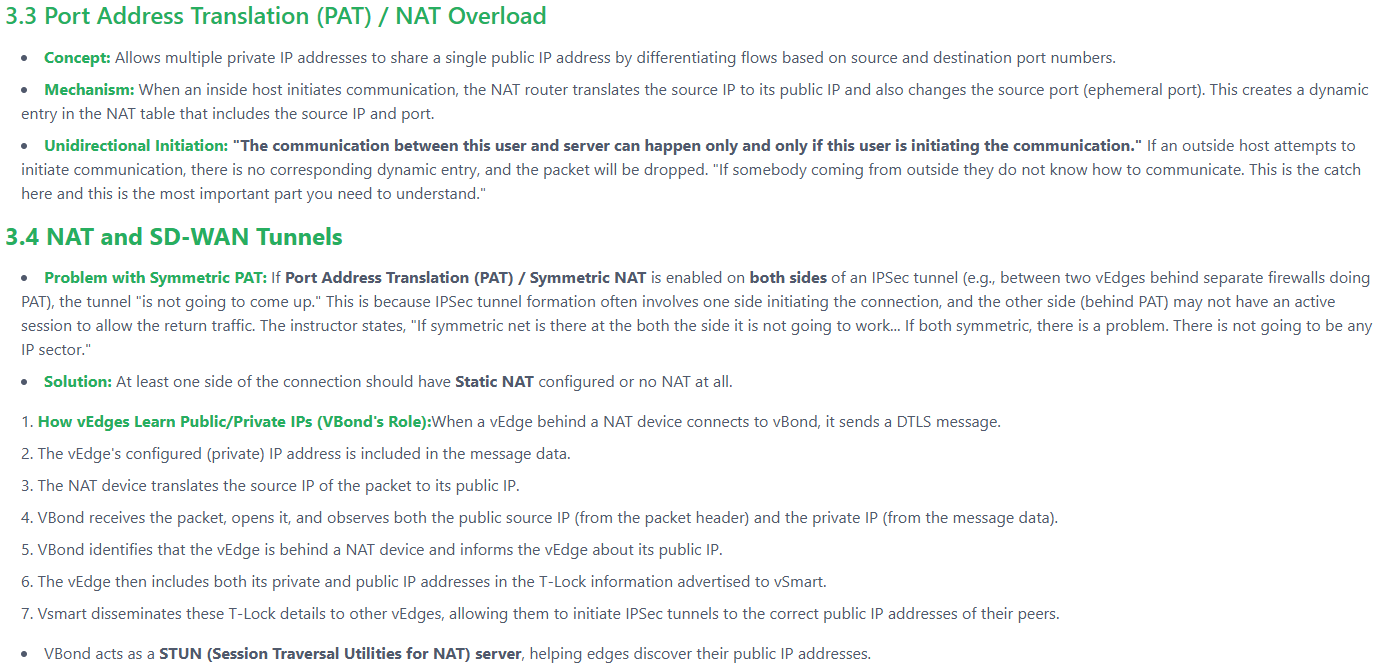 3.3 Port Address Translation (PAT) / NAT Overload
• Concept: Allows multiple private IP addresses to share a single public IP address by differentiating flows based on source and destination port numbers.
• Mechanism: When an inside host initiates communication, the NAT router translates the source IP to its public IP and also changes the source port (ephemeral port). This creates a dynamic
entry in the NAT table that includes the source IP and port.
• Unidirectional Initiation: "The communication between this user and server can happen only and only if this user is initiating the communication." If an outside host attempts to
initiate communication, there is no corresponding dynamic entry, and the packet will be dropped. "If somebody coming from outside they do not know how to communicate. This is the catch
here and this is the most important part you need to understand."
3.4 NAT and SD-WAN Tunnels
• Problem with Symmetric PAT: If Port Address Translation (PAT) / Symmetric NAT is enabled on both sides of an IPSec tunnel (e.g., between two vEdges behind separate firewalls doing
PAT), the tunnel "is not going to come up." This is because IPSec tunnel formation often involves one side initiating the connection, and the other side (behind PAT) may not have an active
session to allow the return traffic. The instructor states, "If symmetric net is there at the both the side it is not going to work... If both symmetric, there is a problem. There is not going to be any
IP sector."
• Solution: At least one side of the connection should have Static NAT configured or no NAT at all.
1. How vEdges Learn Public/Private IPs (VBond's Role):When a vEdge behind a NAT device connects to vBond, it sends a DTLS message.
2. The vEdge's configured (private) IP address is included in the message data.
3. The NAT device translates the source IP of the packet to its public IP.
4. VBond receives the packet, opens it, and observes both the public source IP (from the packet header) and the private IP (from the message data).
5. VBond identifies that the vEdge is behind a NAT device and informs the vEdge about its public IP.
6. The vEdge then includes both its private and public IP addresses in the T-Lock information advertised to vSmart.
7. Vsmart disseminates these T-Lock details to other vEdges, allowing them to initiate IPSec tunnels to the correct public IP addresses of their peers.
• VBond acts as a STUN (Session Traversal Utilities for NAT) server, helping edges discover their public IP addresses.